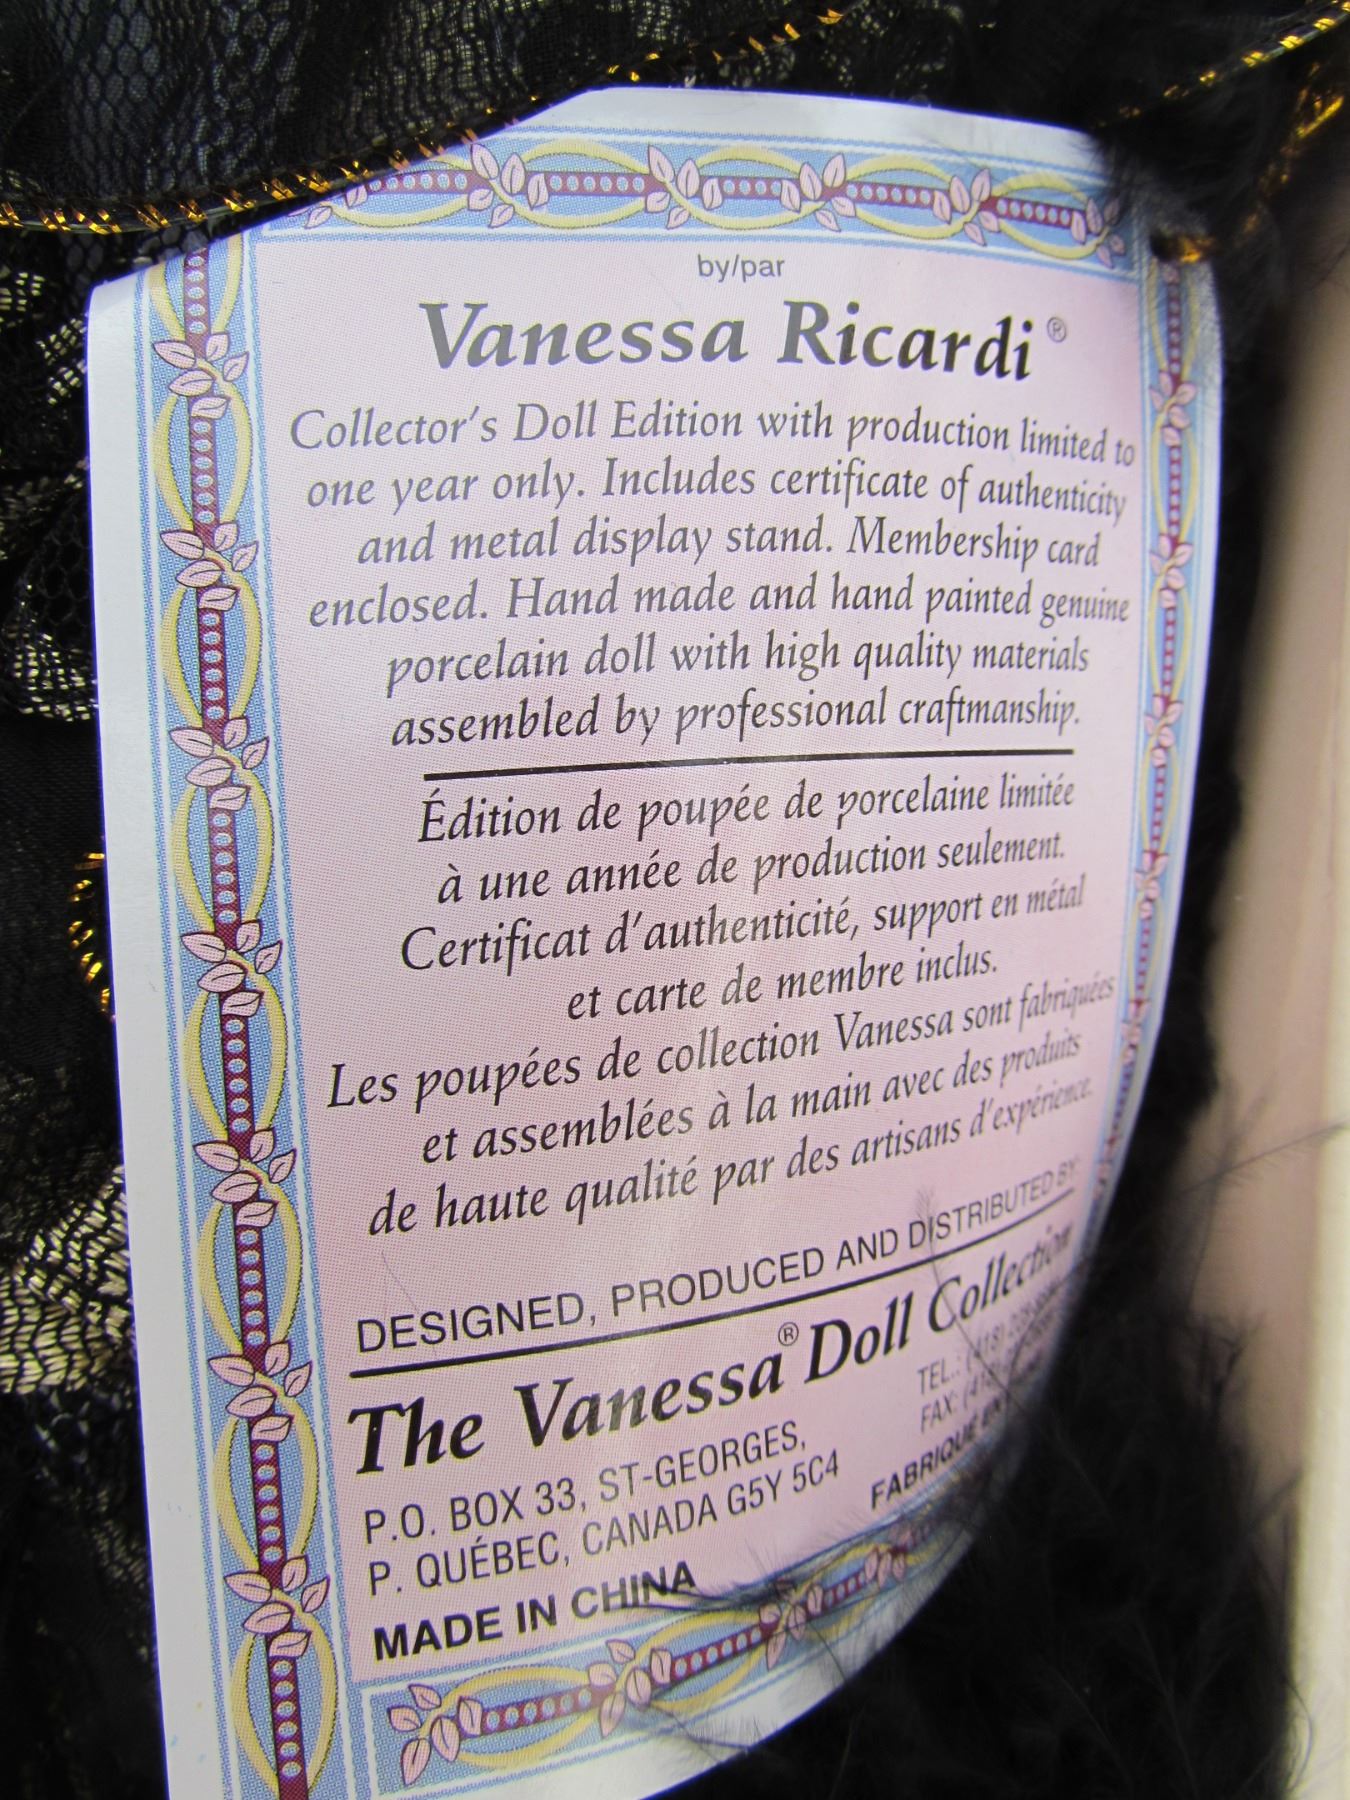 by/par
Vanessa Ricardi®
Collector's Doll Edition with production limited to
one year only. Includes certificate of authenticity
and metal display stand. Membership card
enclosed. Hand made and hand painted genuine
porcelain doll with high quality materials
assembled by professional craftmanship.
Édition de poupée de porcelaine limitée
à une année de production seulement.
Certificat d'authenticité, support en métal
et carte de membre inclus.
Les poupées de collection Vanessa sont fabriquées
et assemblées à la main avec des produits
de haute qualité par des artisans d'expérience.
DESIGNED, PRODUCED AND DISTRIBUTED BY
The Vanessa® Doll Collection
P.O. BOX 33, ST-GEORGES,
P. QUÉBEC, CANADA G5Y 5C4
MADE IN CHINA
TEL.: (418)
FAX:
FABRIQUÉ